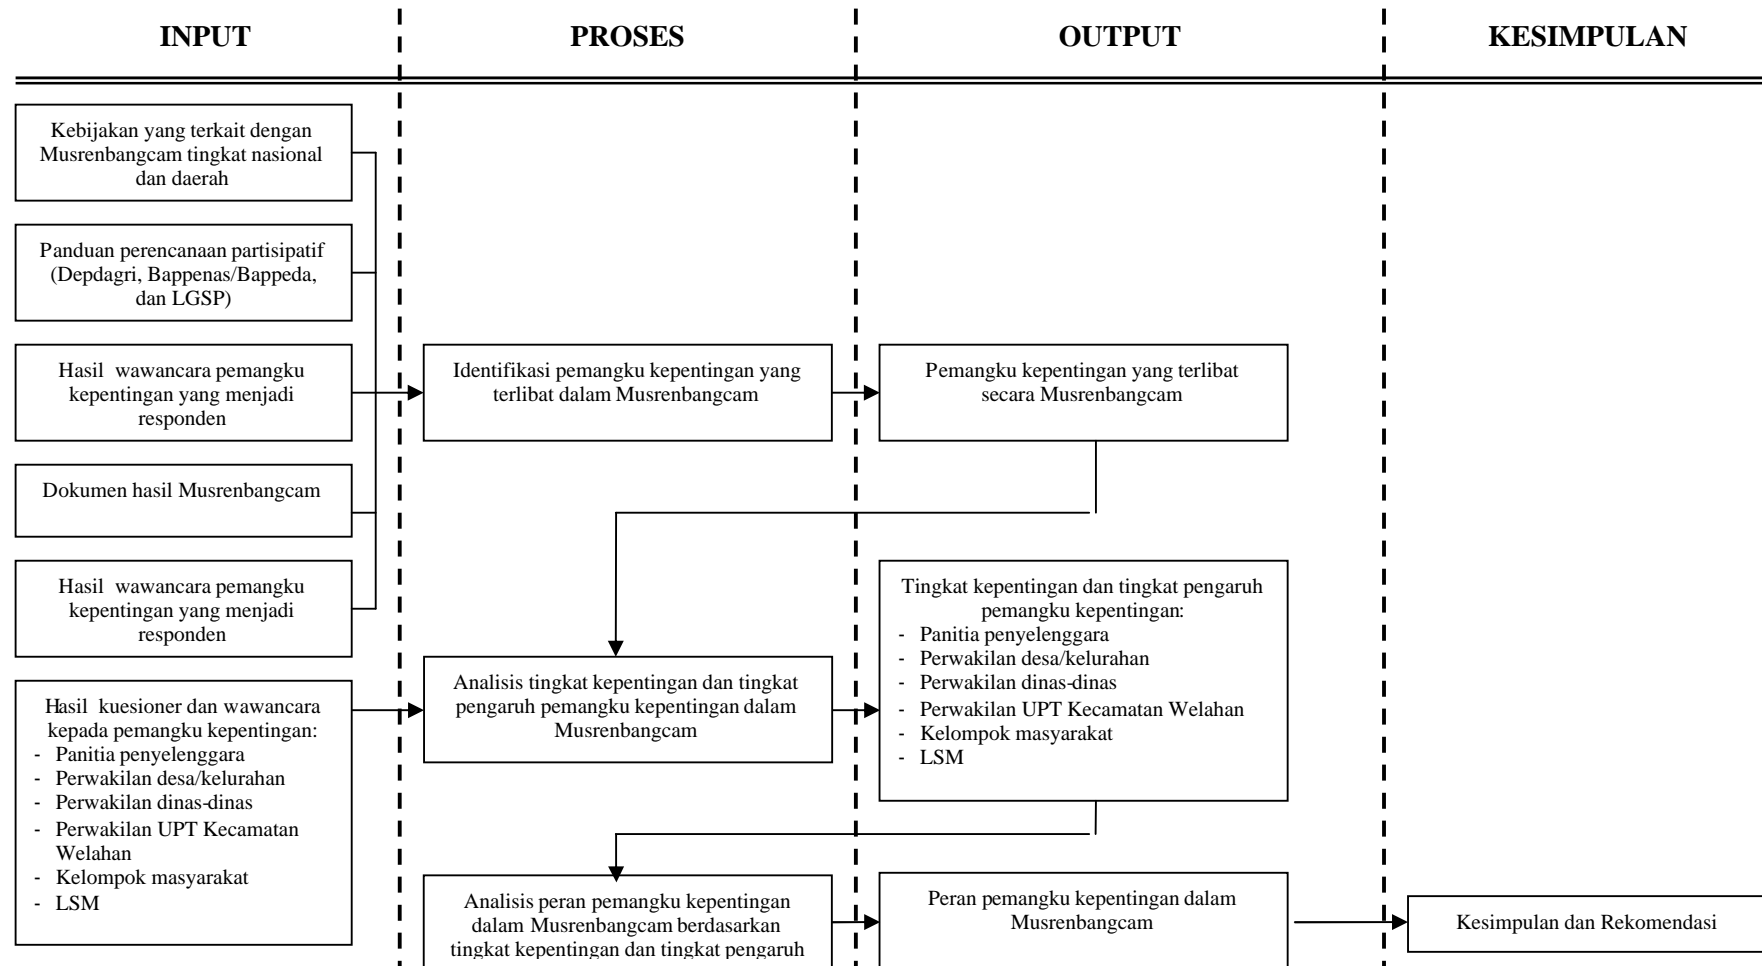 INPUT
PROSES
OUTPUT
KESIMPULAN
Kebijakan yang terkait dengan
Musrenbangcam tingkat nasional
dan daerah
Panduan perencanaan partisipatif
(Depdagri, Bappenas/Bappeda,
dan LGSP)
Hasil wawancara pemangku
kepentingan yang menjadi
responden
Identifikasi pemangku kepentingan yang
terlibat dalam Musrenbangcam
Pemangku kepentingan yang terlibat
secara Musrenbangcam
Dokumen hasil Musrenbangcam
Hasil wawancara pemangku
kepentingan yang menjadi
responden
Hasil kuesioner dan wawancara
kepada pemangku kepentingan:
- Panitia penyelenggara
- Perwakilan desa/kelurahan
- Perwakilan dinas-dinas
- Perwakilan UPT Kecamatan
Welahan
- Kelompok masyarakat
- LSM
Analisis tingkat kepentingan dan tingkat
pengaruh pemangku kepentingan dalam
Musrenbangcam
Tingkat kepentingan dan tingkat pengaruh
pemangku kepentingan:
- Panitia penyelenggara
- Perwakilan desa/kelurahan
- Perwakilan dinas-dinas
- Perwakilan UPT Kecamatan Welahan
- Kelompok masyarakat
- LSM
Analisis peran pemangku kepentingan
dalam Musrenbangcam berdasarkan
tingkat kepentingan dan tingkat pengaruh
Peran pemangku kepentingan dalam
Musrenbangcam
Kesimpulan dan Rekomendasi